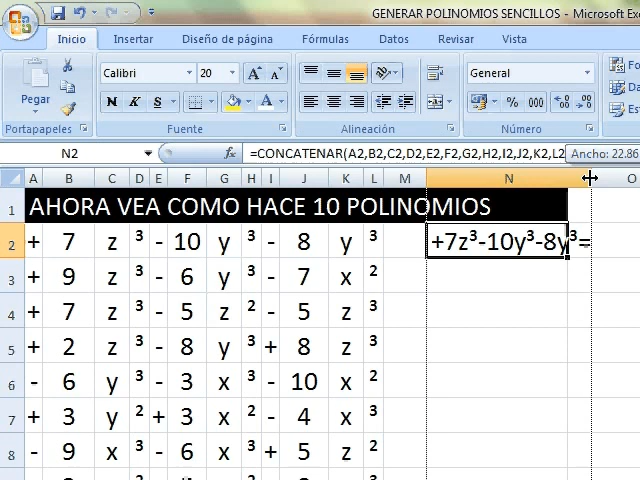 GENERAR POLINOMIOS SENCILLOS - Microsoft Exc
Inicio Insertar Diseño de página Fórmulas Datos Revisar Vista
Pegar Calibri 20 General
N K S % 000
Portapapeles Fuente Alineación Número
N2 fx =CONCATENAR(A2,B2,C2,D2,E2,F2,G2,H2,I2,J2,K2,L2 Ancho: 22.86
A B C D E F G H I J K L M N O
1 AHORA VEA COMO HACE 10 POLINOMIOS
2 + 7 z ³ - 10 y ³ - 8 y ³ +7z³-10y³-8y³=
3 + 9 z ³ - 6 y ³ - 7 x ²
4 + 7 z ³ - 5 z ² - 5 z ³
5 + 2 z ³ - 8 y ³ + 8 z ³
6 - 6 y ³ - 3 x ³ - 10 x ²
7 + 3 y ² + 3 x ² - 4 x ³
8 - 9 x ³ - 6 x ³ + 5 z ²